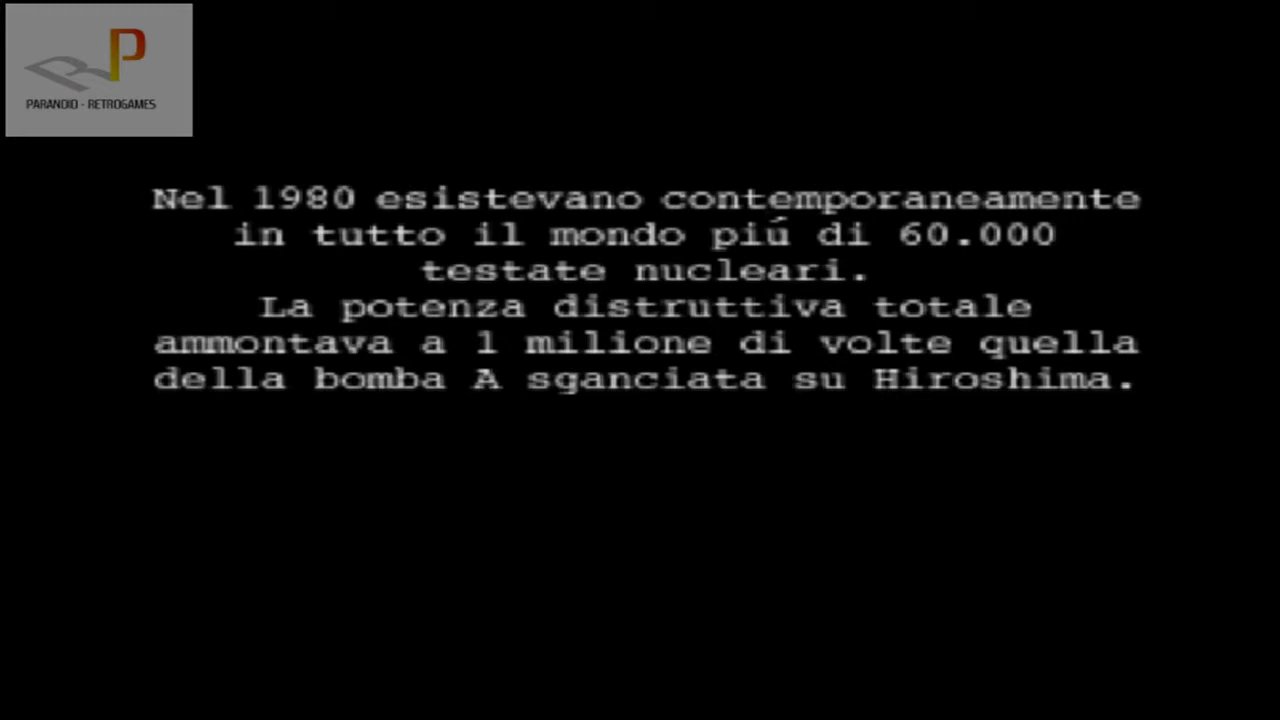 PARANOID - RETROGAMES
Nel 1980 esistevano contemporaneamente
in tutto il mondo piú di 60.000
testate nucleari.
La potenza distruttiva totale
ammontava a 1 milione di volte quella
della bomba A sganciata su Hiroshima.